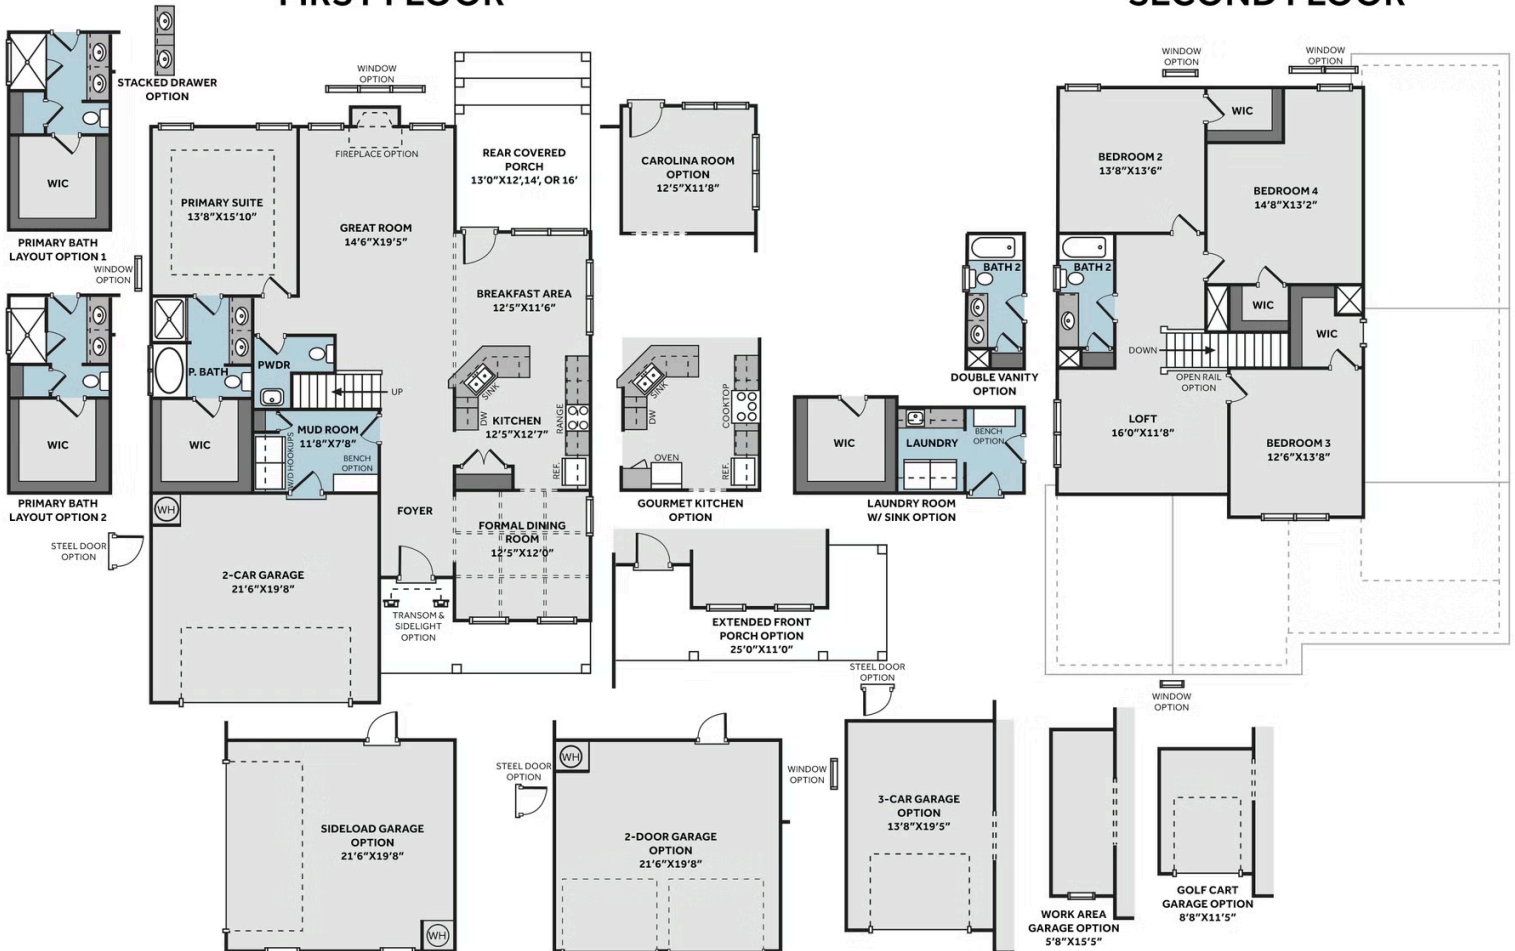 FIRST FLOOR
SECOND FLOOR
STACKED DRAWER
OPTION
WIC
PRIMARY BATH
LAYOUT OPTION 1
WINDOW
OPTION
WIC
PRIMARY BATH
LAYOUT OPTION 2
STEEL DOOR
OPTION
WINDOW
OPTION
FIREPLACE OPTION
PRIMARY SUITE
13'8"X15'10"
GREAT ROOM
14'6"X19'5"
REAR COVERED
PORCH
13'0"X12',14', OR 16'
BREAKFAST AREA
12'5"X11'6"
P. BATH
PWDR
UP
SINK
DW
KITCHEN
12'5"X12'7"
RANGE
REF.
WIC
MUD ROOM
11'8"X7'8"
W/D HOOKUPS
BENCH
OPTION
WH
FOYER
FORMAL DINING
ROOM
12'5"X12'0"
2-CAR GARAGE
21'6"X19'8"
TRANSOM &
SIDELIGHT
OPTION
CAROLINA ROOM
OPTION
12'5"X11'8"
SINK
DW
COOKTOP
OVEN
REF.
GOURMET KITCHEN
OPTION
EXTENDED FRONT
PORCH OPTION
25'0"X11'0"
WIC
LAUNDRY
BENCH
OPTION
LAUNDRY ROOM
W/ SINK OPTION
BATH 2
DOUBLE VANITY
OPTION
WINDOW
OPTION
WINDOW
OPTION
BEDROOM 2
13'8"X13'6"
WIC
BEDROOM 4
14'8"X13'2"
BATH 2
WIC
WIC
DOWN
OPEN RAIL
OPTION
LOFT
16'0"X11'8"
BEDROOM 3
12'6"X13'8"
WINDOW
OPTION
SIDELOAD GARAGE
OPTION
21'6"X19'8"
WH
STEEL DOOR
OPTION
WH
2-DOOR GARAGE
OPTION
21'6"X19'8"
STEEL DOOR
OPTION
WINDOW
OPTION
3-CAR GARAGE
OPTION
13'8"X19'5"
WORK AREA
GARAGE OPTION
5'8"X15'5"
GOLF CART
GARAGE OPTION
8'8"X11'5"